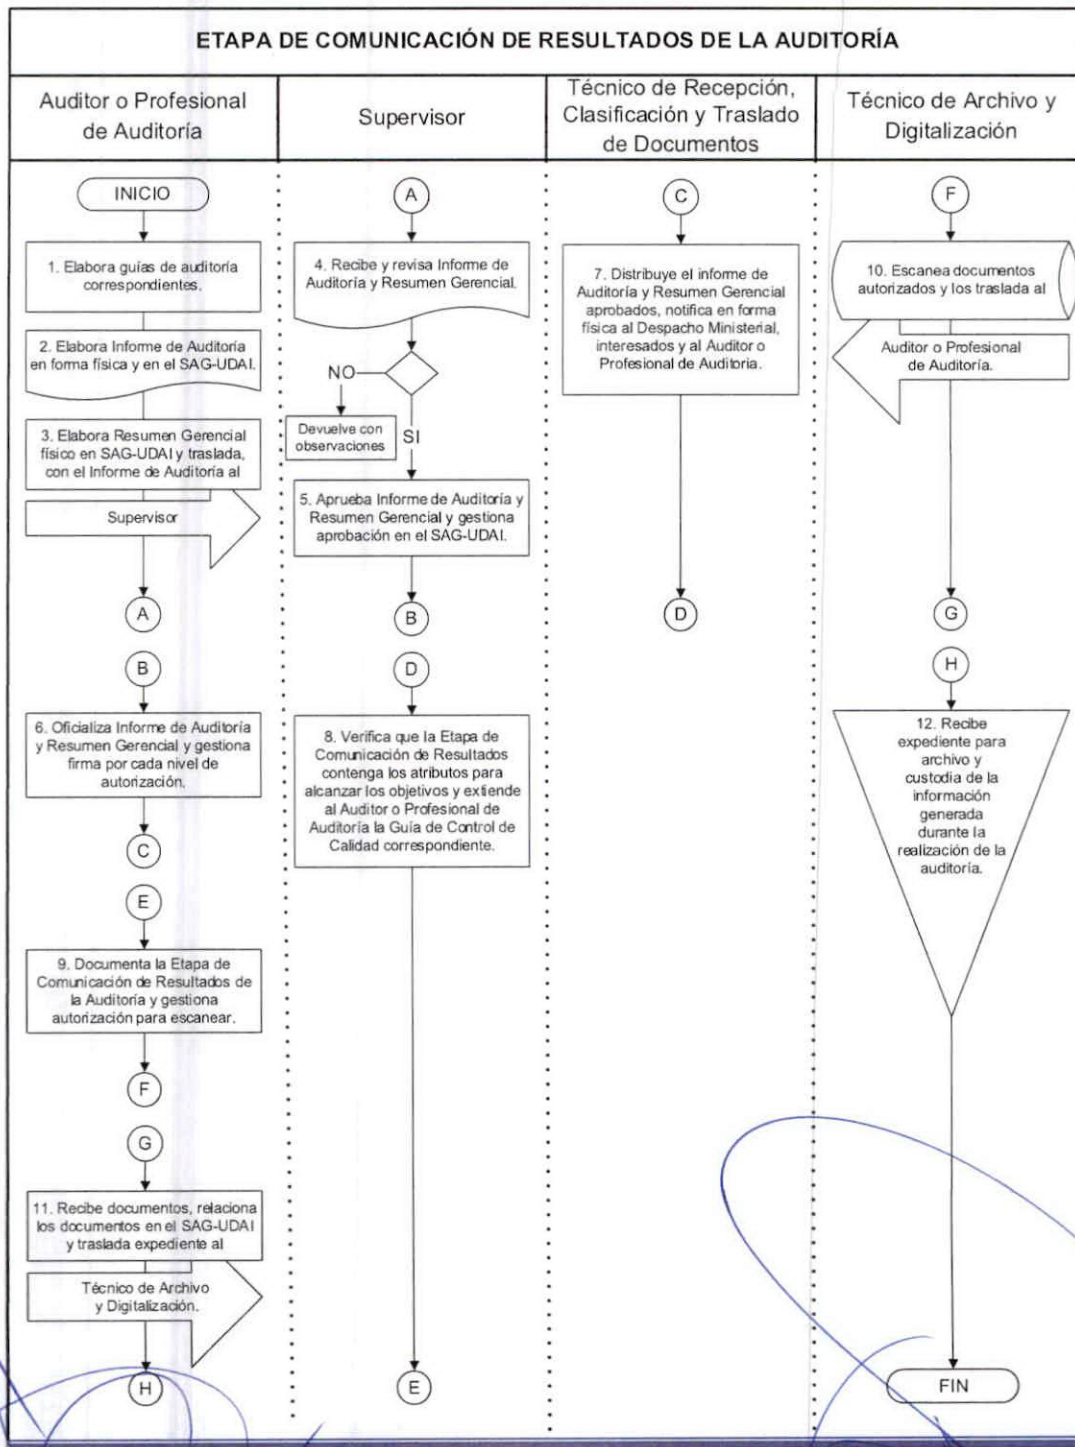 ETAPA DE COMUNICACIÓN DE RESULTADOS DE LA AUDITORÍA
Auditor o Profesional
de Auditoría
Supervisor
Técnico de Recepción,
Clasificación y Traslado
de Documentos
Técnico de Archivo y
Digitalización
INICIO
1. Elabora guías de auditoría
correspondientes.
2. Elabora Informe de Auditoría
en forma física y en el SAG-UDAI.
3. Elabora Resumen Gerencial
físico en SAG-UDAI y traslada,
con el Informe de Auditoría al
Supervisor
A
B
6. Oficializa Informe de Auditoría
y Resumen Gerencial y gestiona
firma por cada nivel de
autorización.
C
E
9. Documenta la Etapa de
Comunicación de Resultados de
la Auditoría y gestiona
autorización para escanear.
F
G
11. Recibe documentos, relaciona
los documentos en el SAG-UDAI
y traslada expediente al
Técnico de Archivo
y Digitalización.
H
A
4. Recibe y revisa Informe de
Auditoría y Resumen Gerencial.
NO
Devuelve con
observaciones
SI
5. Aprueba Informe de Auditoría y
Resumen Gerencial y gestiona
aprobación en el SAG-UDAI.
B
D
8. Verifica que la Etapa de
Comunicación de Resultados
contenga los atributos para
alcanzar los objetivos y extiende
al Auditor o Profesional de
Auditoría la Guía de Control de
Calidad correspondiente.
E
C
7. Distribuye el informe de
Auditoría y Resumen Gerencial
aprobados, notifica en forma
física al Despacho Ministerial,
interesados y al Auditor o
Profesional de Auditoria.
D
F
10. Escanea documentos
autorizados y los traslada al
Auditor o Profesional
de Auditoría.
G
H
12. Recibe
expediente para
archivo y
custodia de la
información
generada
durante la
realización de la
auditoría.
FIN